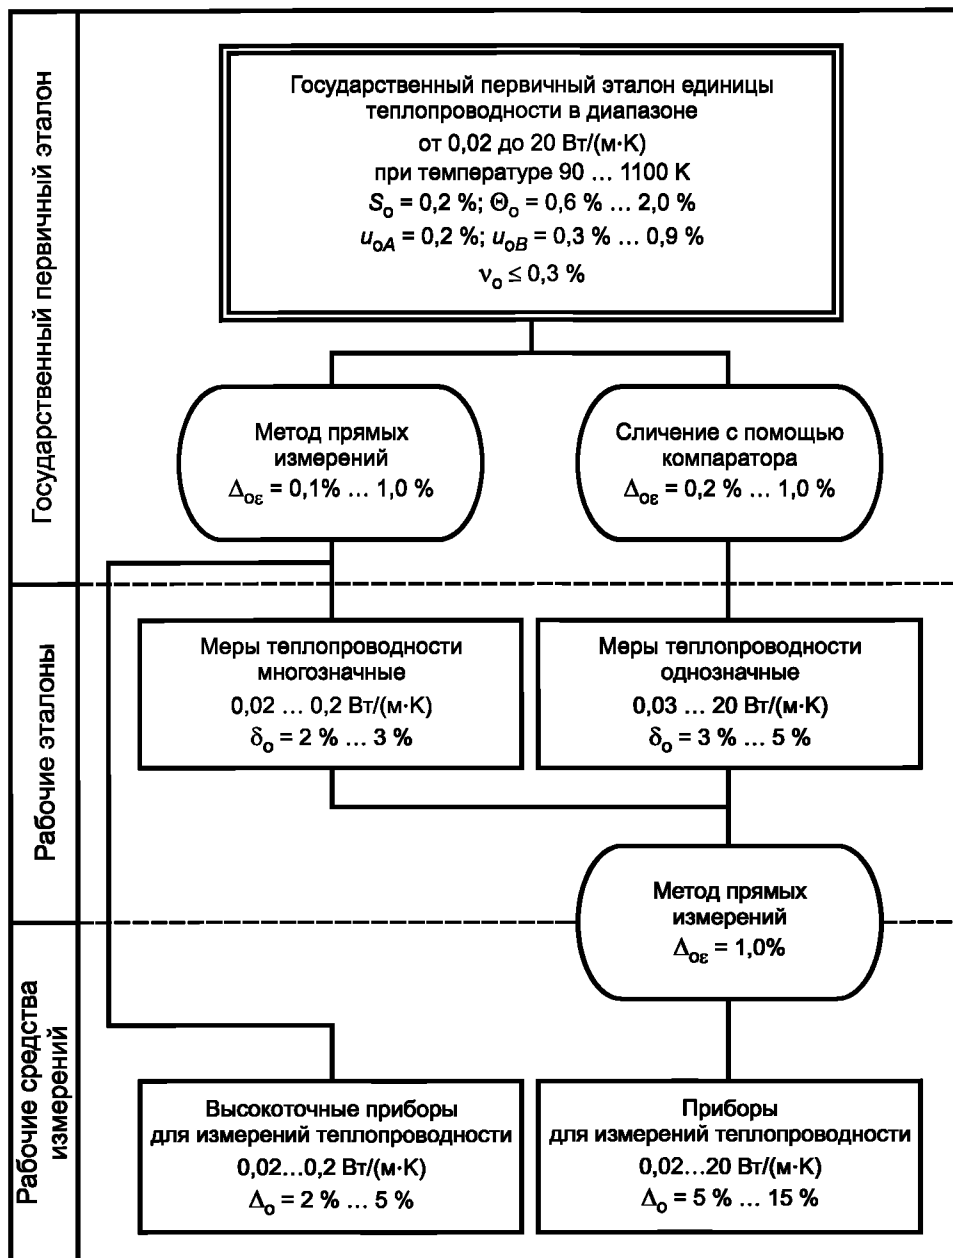 Государственный первичный эталон
Государственный первичный эталон единицы
теплопроводности в диапазоне
от 0,02 до 20 Вт/(м·К)
при температуре 90 ... 1100 К
S₀ = 0,2 %; Θ₀ = 0,6 % ... 2,0 %
u₀A = 0,2 %; u₀B = 0,3 % ... 0,9 %
ν₀ ≤ 0,3 %
Метод прямых
измерений
Δ₀ε = 0,1% ... 1,0 %
Сличение с помощью
компаратора
Δ₀ε = 0,2 % ... 1,0 %
Рабочие эталоны
Меры теплопроводности
многозначные
0,02 ... 0,2 Вт/(м·К)
δ₀ = 2 % ... 3 %
Меры теплопроводности
однозначные
0,03 ... 20 Вт/(м·К)
δ₀ = 3 % ... 5 %
Метод прямых
измерений
Δ₀ε = 1,0%
Рабочие средства
измерений
Высокоточные приборы
для измерений теплопроводности
0,02...0,2 Вт/(м·К)
Δ₀ = 2 % ... 5 %
Приборы
для измерений теплопроводности
0,02...20 Вт/(м·К)
Δ₀ = 5 % ... 15 %